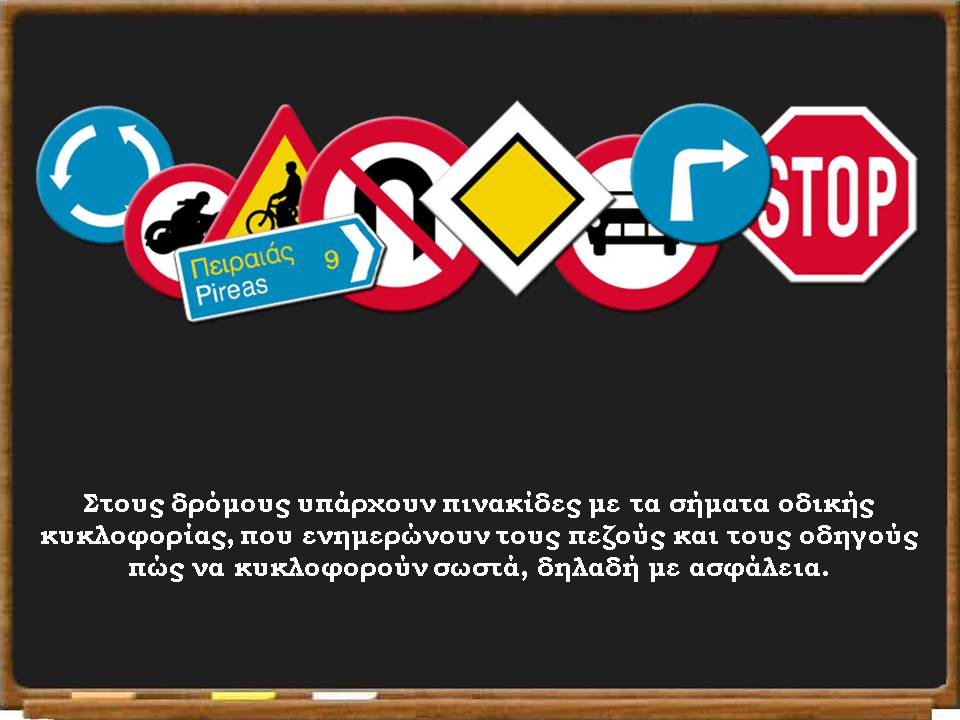 Πειραιάς 9
Pireas
STOP
Στους δρόμους υπάρχουν πινακίδες με τα σήματα οδικής
κυκλοφορίας, που ενημερώνουν τους πεζούς και τους οδηγούς
πώς να κυκλοφορούν σωστά, δηλαδή με ασφάλεια.